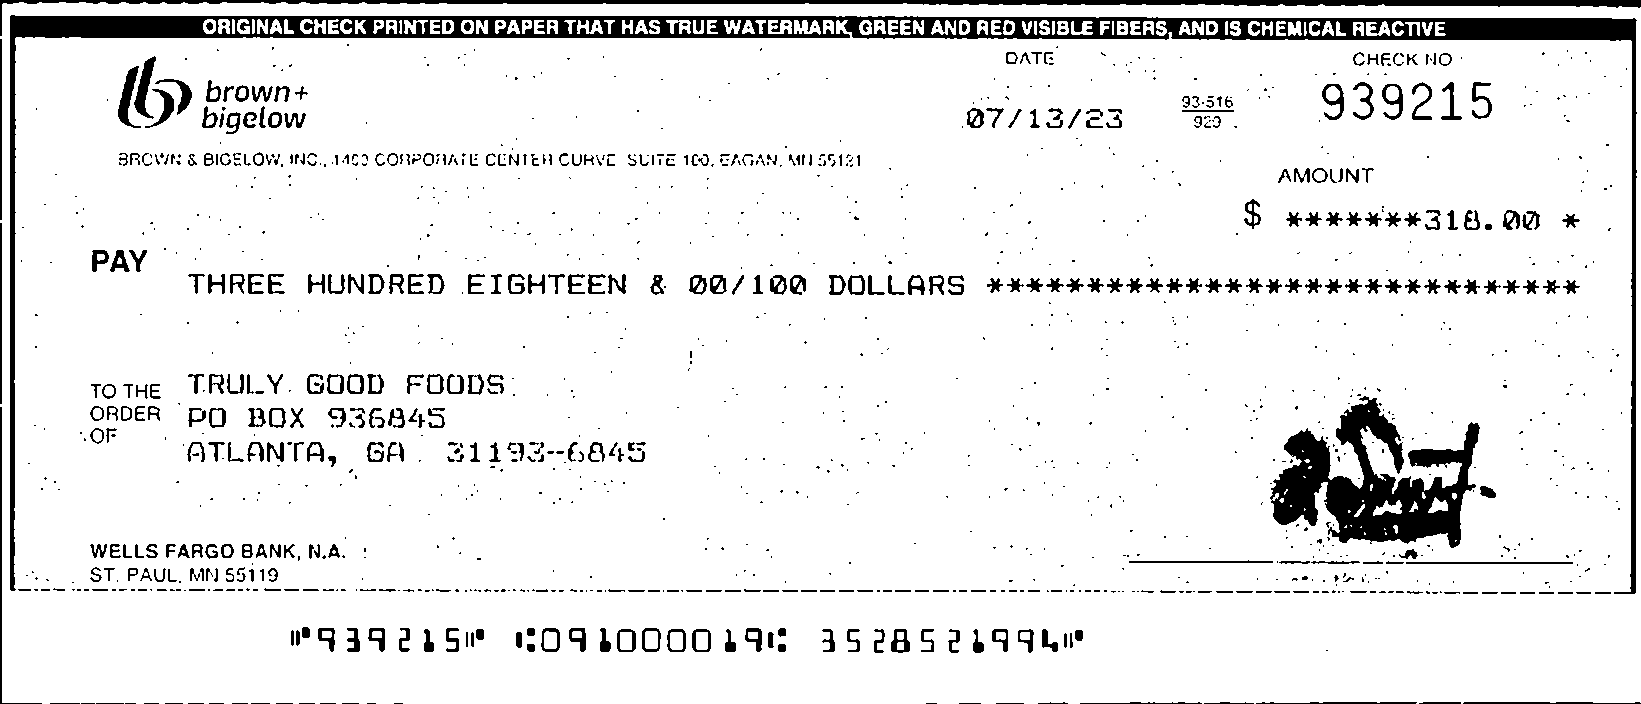 ORIGINAL CHECK PRINTED ON PAPER THAT HAS TRUE WATERMARK, GREEN AND RED VISIBLE FIBERS, AND IS CHEMICAL REACTIVE
brown+
bigelow
DATE
07/13/23
93-516
929
CHECK NO
939215
BROWN & BIGELOW, INC., 1400 CORPORATE CENTER CURVE SUITE 100, EAGAN, MN 55121
AMOUNT
$ *******318.00 *
PAY
THREE HUNDRED EIGHTEEN & 00/100 DOLLARS ******************************
TO THE ORDER OF
TRULY GOOD FOODS
PO BOX 936845
ATLANTA, GA 31193-6845
WELLS FARGO BANK, N.A.
ST. PAUL, MN 55119
⑈939215⑈ ⑆091000019⑆ 3528521994⑈